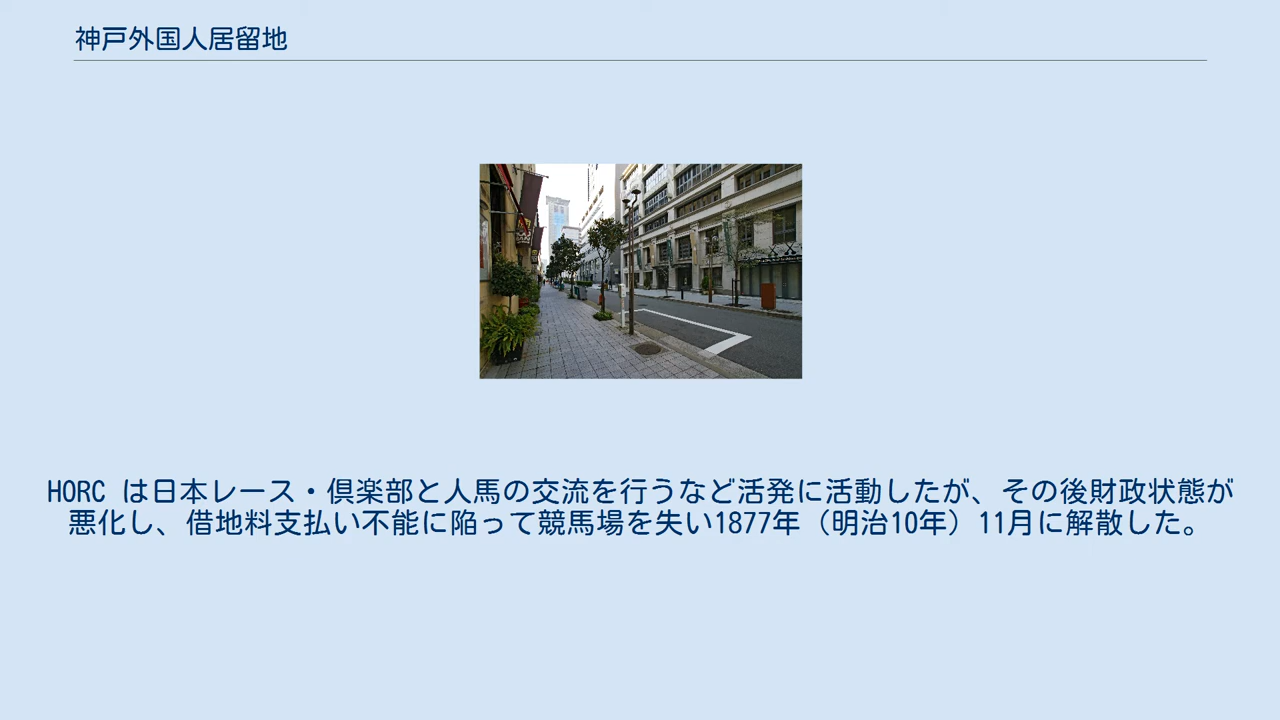 神戸外国人居留地
HORC は日本レース・倶楽部と人馬の交流を行うなど活発に活動したが、その後財政状態が
悪化し、借地料支払い不能に陥って競馬場を失い1877年（明治10年）11月に解散した。